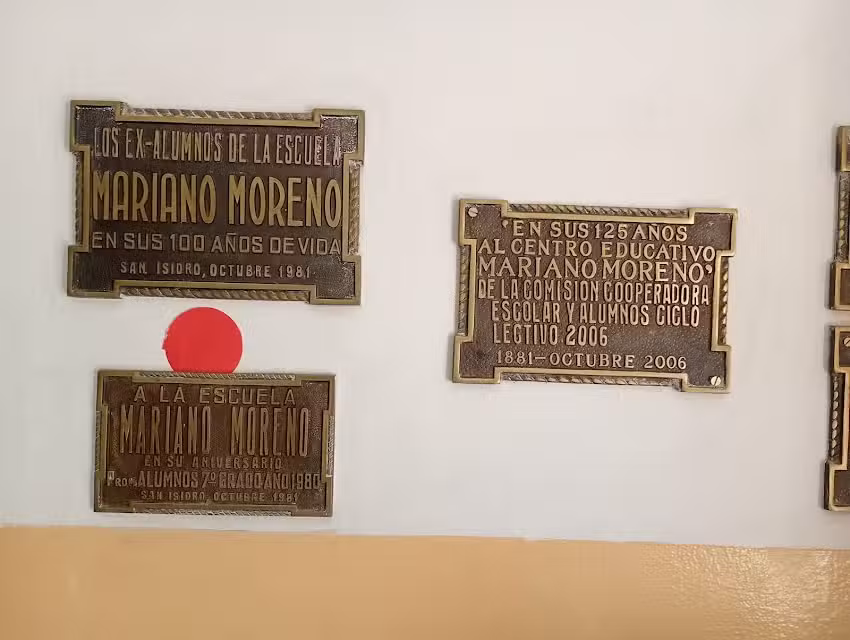 LOS EX-ALUMNOS DE LA ESCUELA
MARIANO MORENO
EN SUS 100 AÑOS DE VIDA
SAN ISIDRO, OCTUBRE 1981
A LA ESCUELA
MARIANO MORENO
EN SU ANIVERSARIO
ALUMNOS 7º GRADO AÑO 1980
SAN ISIDRO, OCTUBRE 1981
"EN SUS 125 AÑOS
AL CENTRO EDUCATIVO
MARIANO MORENO"
DE LA COMISION COOPERADORA
ESCOLAR Y ALUMNOS CICLO
LECTIVO 2006
1881-OCTUBRE 2006